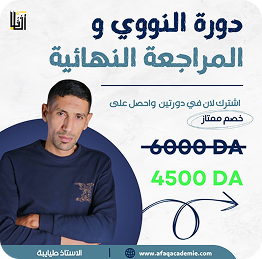 آفاق
دورة النووي و
المراجعة النهائية
اشترك لان في دورتين واحصل على
خصم ممتاز
6000 DA
4500 DA
الاستاذ طيايبة
www.afaqacademie.com